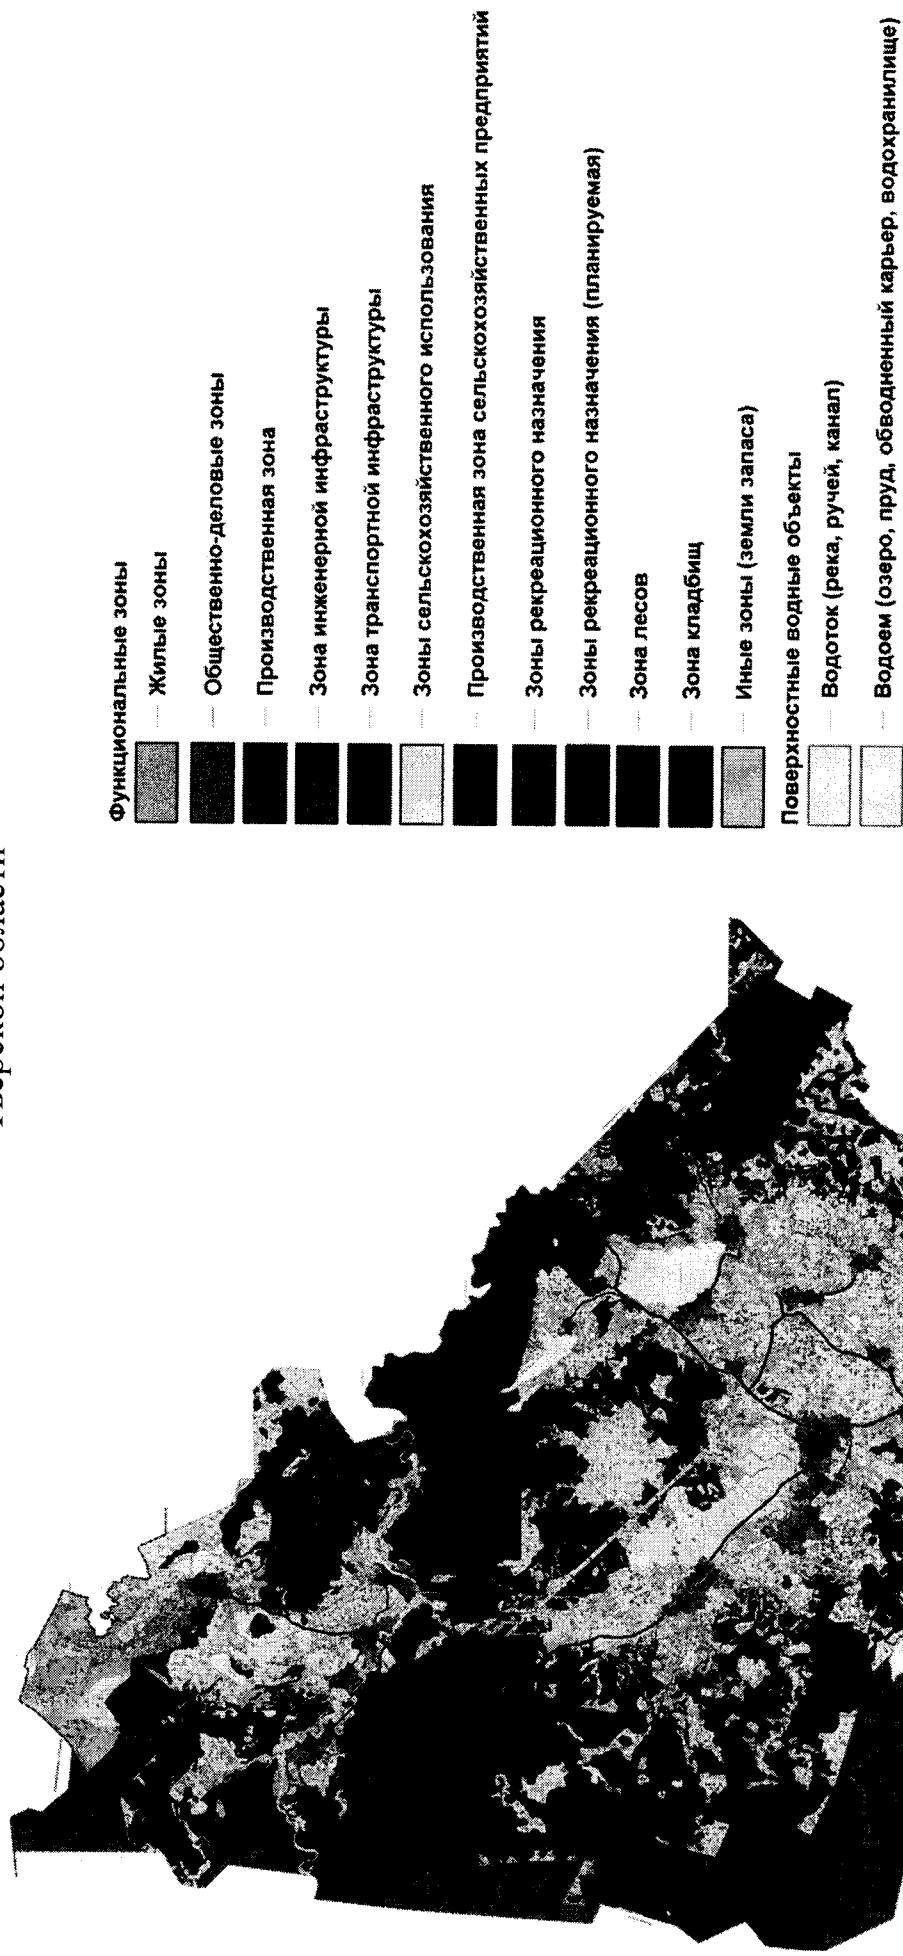 Тверской области
Функциональные зоны
— Жилые зоны
— Общественно-деловые зоны
— Производственная зона
— Зона инженерной инфраструктуры
— Зона транспортной инфраструктуры
— Зоны сельскохозяйственного использования
— Производственная зона сельскохозяйственных предприятий
— Зоны рекреационного назначения
— Зоны рекреационного назначения (планируемая)
— Зона лесов
— Зона кладбищ
— Иные зоны (земли запаса)
Поверхностные водные объекты
— Водоток (река, ручей, канал)
— Водоем (озеро, пруд, обводненный карьер, водохранилище)